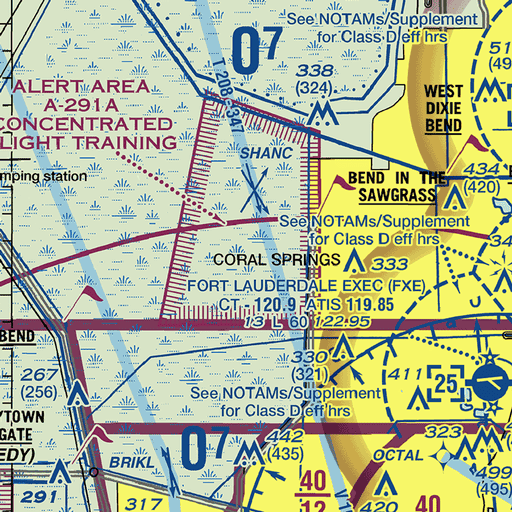 See NOTAMs/Supplement
for Class D eff hrs
07
T 208 - 347
338
(324)
51
(49
ALERT AREA
A-291A
CONCENTRATED
LIGHT TRAINING
WEST
DIXIE
BEND
SHANC
mping station
BEND IN THE
SAWGRASS
434
(420)
See NOTAMs/Supplement
for Class D eff hrs
34
CORAL SPRINGS
333
FORT LAUDERDALE EXEC (FXE)
CT - 120.9 ATIS 119.85
13 L 60 122.95
BEND
330
(321)
267
(256)
411
25
See NOTAMs/Supplement
for Class D eff hrs
YTOWN
GATE
EDY)
07
442
(435)
323
BRIKL
OCTAL
499
(495)
291
317
40
12
420
40